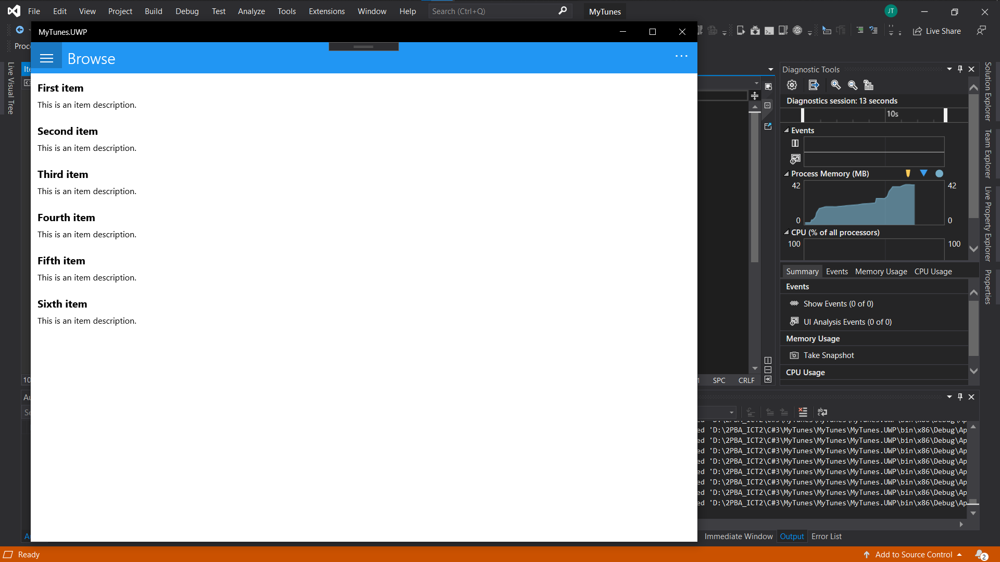 File Edit View Project Build Debug Test Analyze Tools Extensions Window Help Search (Ctrl+Q) MyTunes JT
Live Share
MyTunes.UWP
Proc
Browse
First item
This is an item description.
Second item
This is an item description.
Third item
This is an item description.
Fourth item
This is an item description.
Fifth item
This is an item description.
Sixth item
This is an item description.
Live Visual Tree
Ite
10
Au
Se
A
SPC CRLF
Diagnostic Tools
Diagnostics session: 13 seconds
10s
Events
Process Memory (MB)
42 42
0 0
CPU (% of all processors)
100 100
Summary Events Memory Usage CPU Usage
Events
Show Events (0 of 0)
UI Analysis Events (0 of 0)
Memory Usage
Take Snapshot
CPU Usage
Solution Explorer
Team Explorer
Live Property Explorer
Properties
ed 'D:\2PBA_ICT2\C#3\MyTunes\MyTunes\MyTunes.UWP\bin\x86\Debug\Ap
ed 'D:\2PBA_ICT2\C#3\MyTunes\MyTunes\MyTunes.UWP\bin\x86\Debug\Ap
ed 'D:\2PBA_ICT2\C#3\MyTunes\MyTunes\MyTunes.UWP\bin\x86\Debug\Ap
ed 'D:\2PBA_ICT2\C#3\MyTunes\MyTunes\MyTunes.UWP\bin\x86\Debug\Ap
ed 'D:\2PBA_ICT2\C#3\MyTunes\MyTunes\MyTunes.UWP\bin\x86\Debug\Ap
ed 'D:\2PBA_ICT2\C#3\MyTunes\MyTunes\MyTunes.UWP\bin\x86\Debug\Ap
ed 'D:\2PBA_ICT2\C#3\MyTunes\MyTunes\MyTunes.UWP\bin\x86\Debug\Ap
ed 'D:\2PBA_ICT2\C#3\MyTunes\MyTunes\MyTunes.UWP\bin\x86\Debug\Ap
Immediate Window Output Error List
Ready
Add to Source Control 2